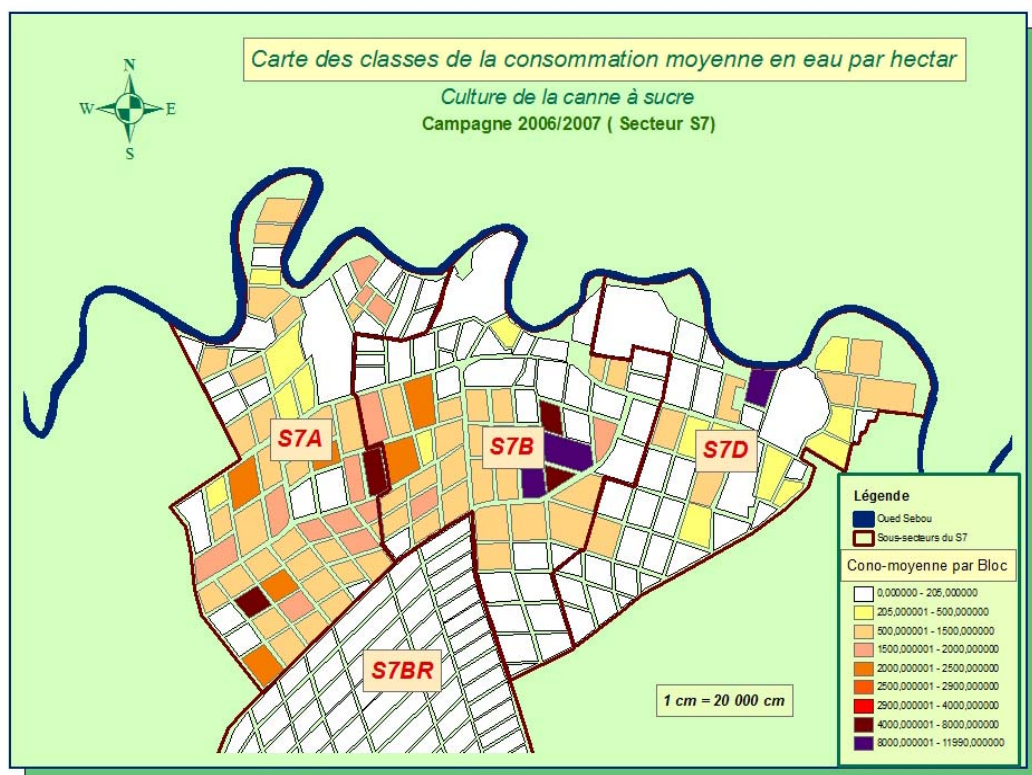 Carte des classes de la consommation moyenne en eau par hectar
Culture de la canne à sucre
Campagne 2006/2007 ( Secteur S7)
N
W E
S
S7A
S7B
S7D
S7BR
1 cm = 20 000 cm
Légende
Oued Sebou
Sous-secteurs du S7
Cono-moyenne par Bloc
0,000000 - 205,000000
205,000001 - 500,000000
500,000001 - 1500,000000
1500,000001 - 2000,000000
2000,000001 - 2500,000000
2500,000001 - 2900,000000
2900,000001 - 4000,000000
4000,000001 - 8000,000000
8000,000001 - 11990,000000